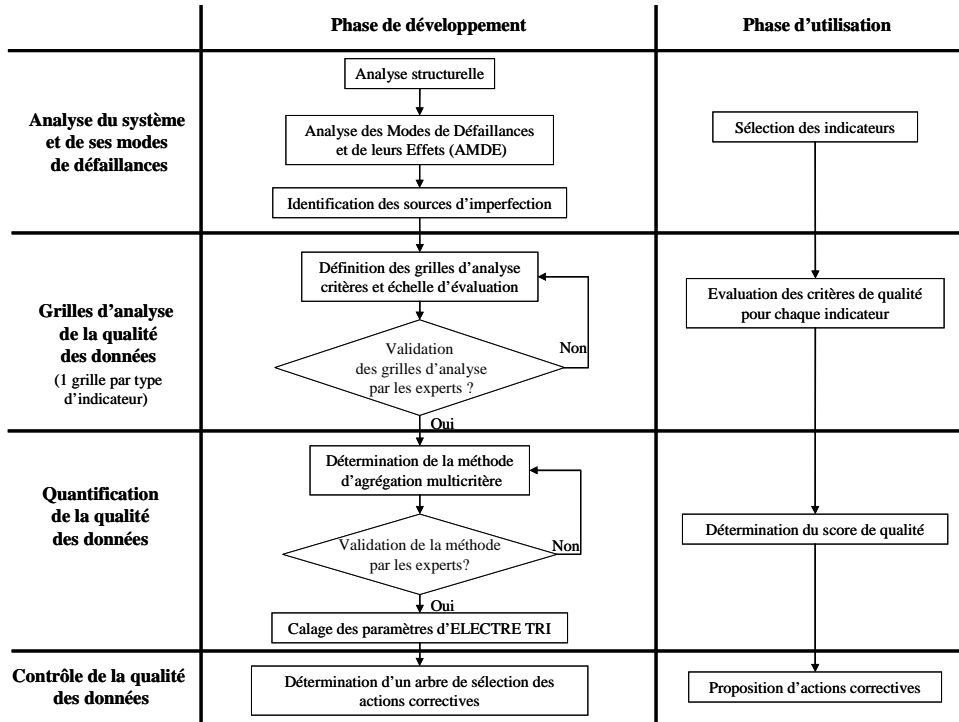 Phase de développement
Phase d'utilisation
Analyse du système
et de ses modes
de défaillances
Analyse structurelle
Analyse des Modes de Défaillances
et de leurs Effets (AMDE)
Identification des sources d'imperfection
Sélection des indicateurs
Grilles d'analyse
de la qualité
des données
(1 grille par type
d'indicateur)
Définition des grilles d'analyse
critères et échelle d'évaluation
Validation
des grilles d'analyse
par les experts ?
Non
Oui
Evaluation des critères de qualité
pour chaque indicateur
Quantification
de la qualité
des données
Détermination de la méthode
d'agrégation multicritère
Validation de la méthode
par les experts?
Non
Oui
Calage des paramètres d'ELECTRE TRI
Détermination du score de qualité
Contrôle de la qualité
des données
Détermination d'un arbre de sélection des
actions correctives
Proposition d'actions correctives